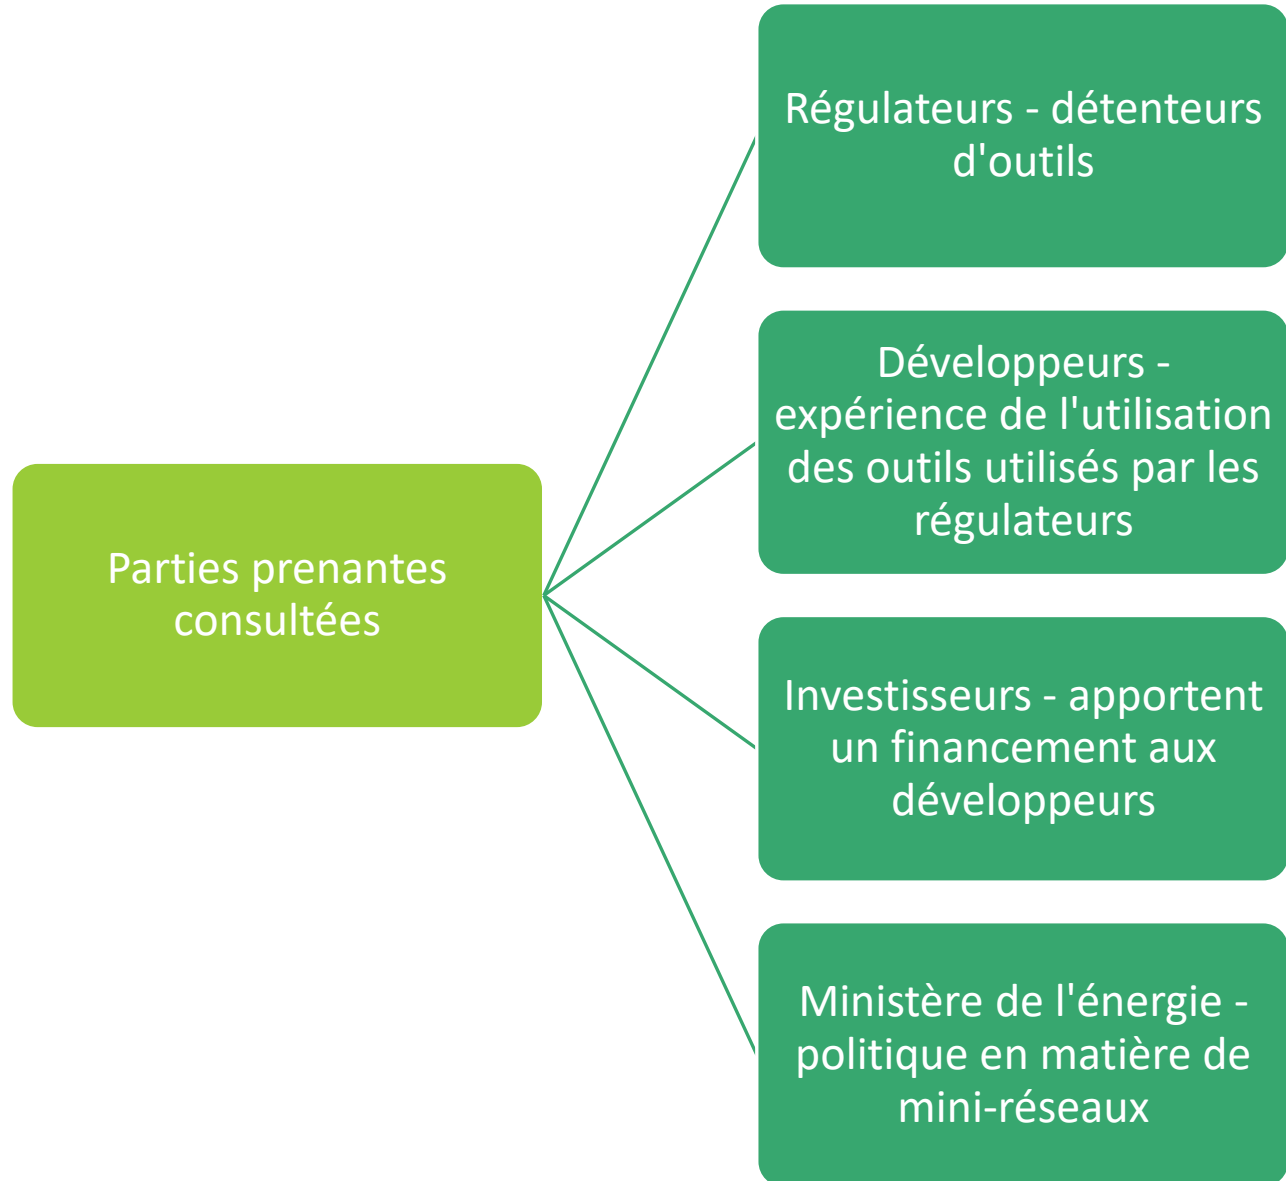 Parties prenantes
consultées
Régulateurs - détenteurs
d'outils
Développeurs -
expérience de l'utilisation
des outils utilisés par les
régulateurs
Investisseurs - apportent
un financement aux
développeurs
Ministère de l'énergie -
politique en matière de
mini-réseaux